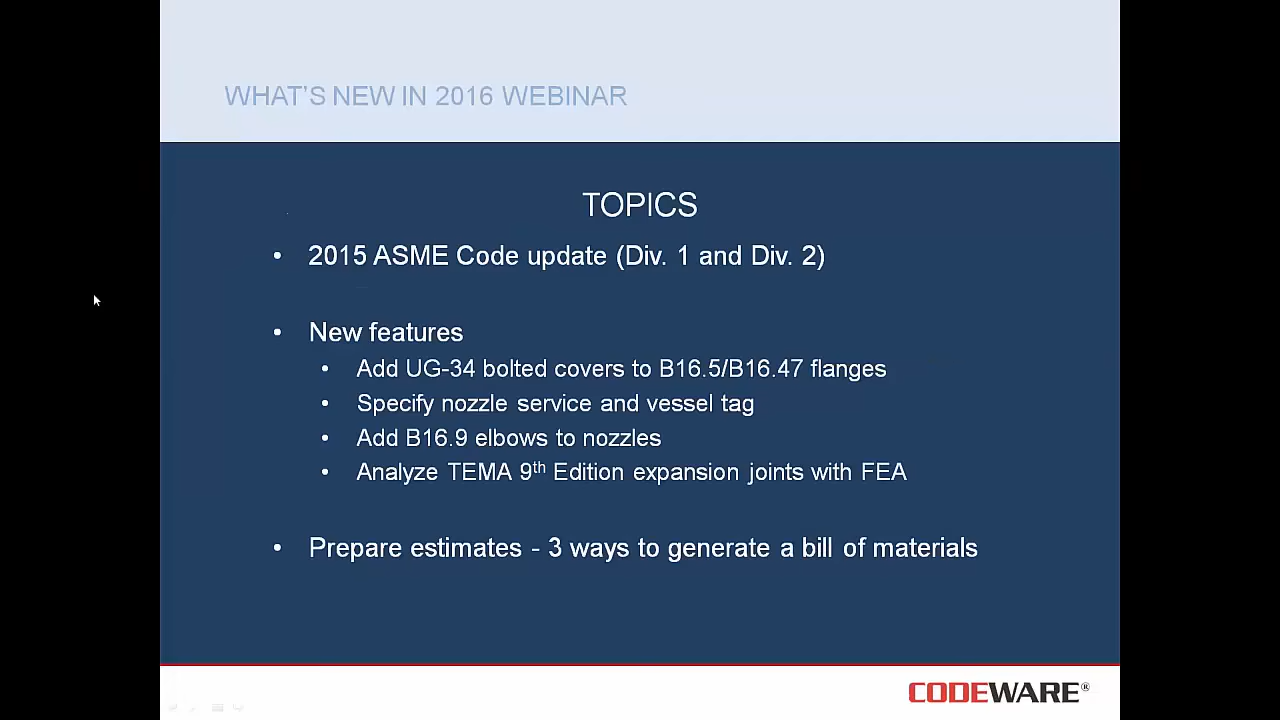 WHAT'S NEW IN 2016 WEBINAR
TOPICS
• 2015 ASME Code update (Div. 1 and Div. 2)
• New features
• Add UG-34 bolted covers to B16.5/B16.47 flanges
• Specify nozzle service and vessel tag
• Add B16.9 elbows to nozzles
• Analyze TEMA 9th Edition expansion joints with FEA
• Prepare estimates - 3 ways to generate a bill of materials
CODEWARE®